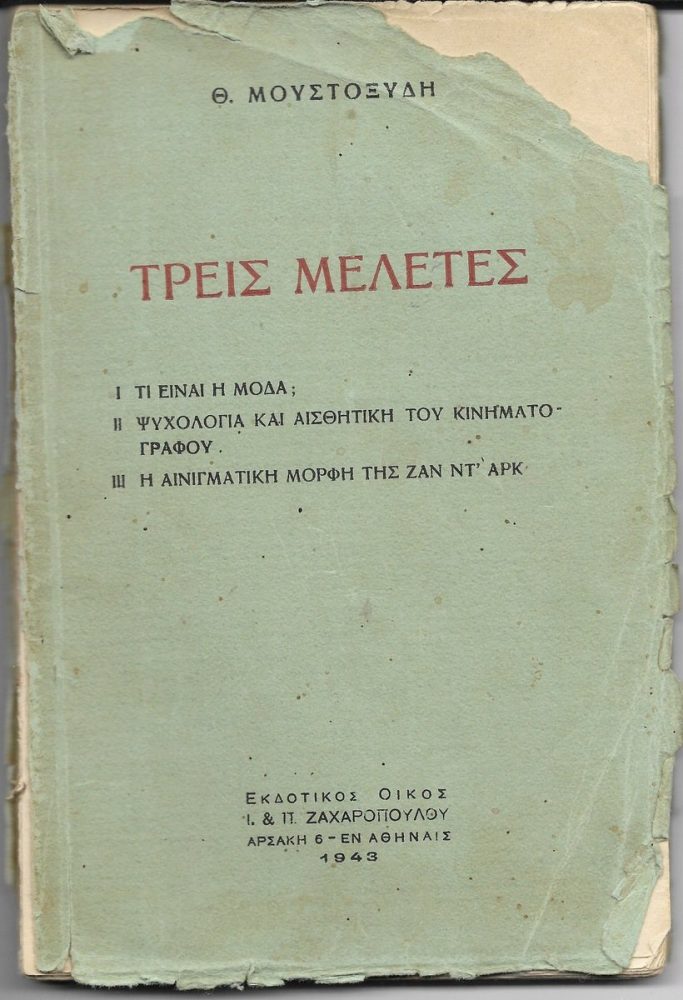 Θ. ΜΟΥΣΤΟΞΥΔΗ
ΤΡΕΙΣ ΜΕΛΕΤΕΣ
I ΤΙ ΕΙΝΑΙ Η ΜΟΔΑ;
II ΨΥΧΟΛΟΓΙΑ ΚΑΙ ΑΙΣΘΗΤΙΚΗ ΤΟΥ ΚΙΝΗΜΑΤΟ-
ΓΡΑΦΟΥ.
III Η ΑΙΝΙΓΜΑΤΙΚΗ ΜΟΡΦΗ ΤΗΣ ΖΑΝ ΝΤ' ΑΡΚ
ΕΚΔΟΤΙΚΟΣ ΟΙΚΟΣ
Ι. & Π. ΖΑΧΑΡΟΠΟΥΛΟΥ
ΑΡΣΑΚΗ 6 - ΕΝ ΑΘΗΝΑΙΣ
1943